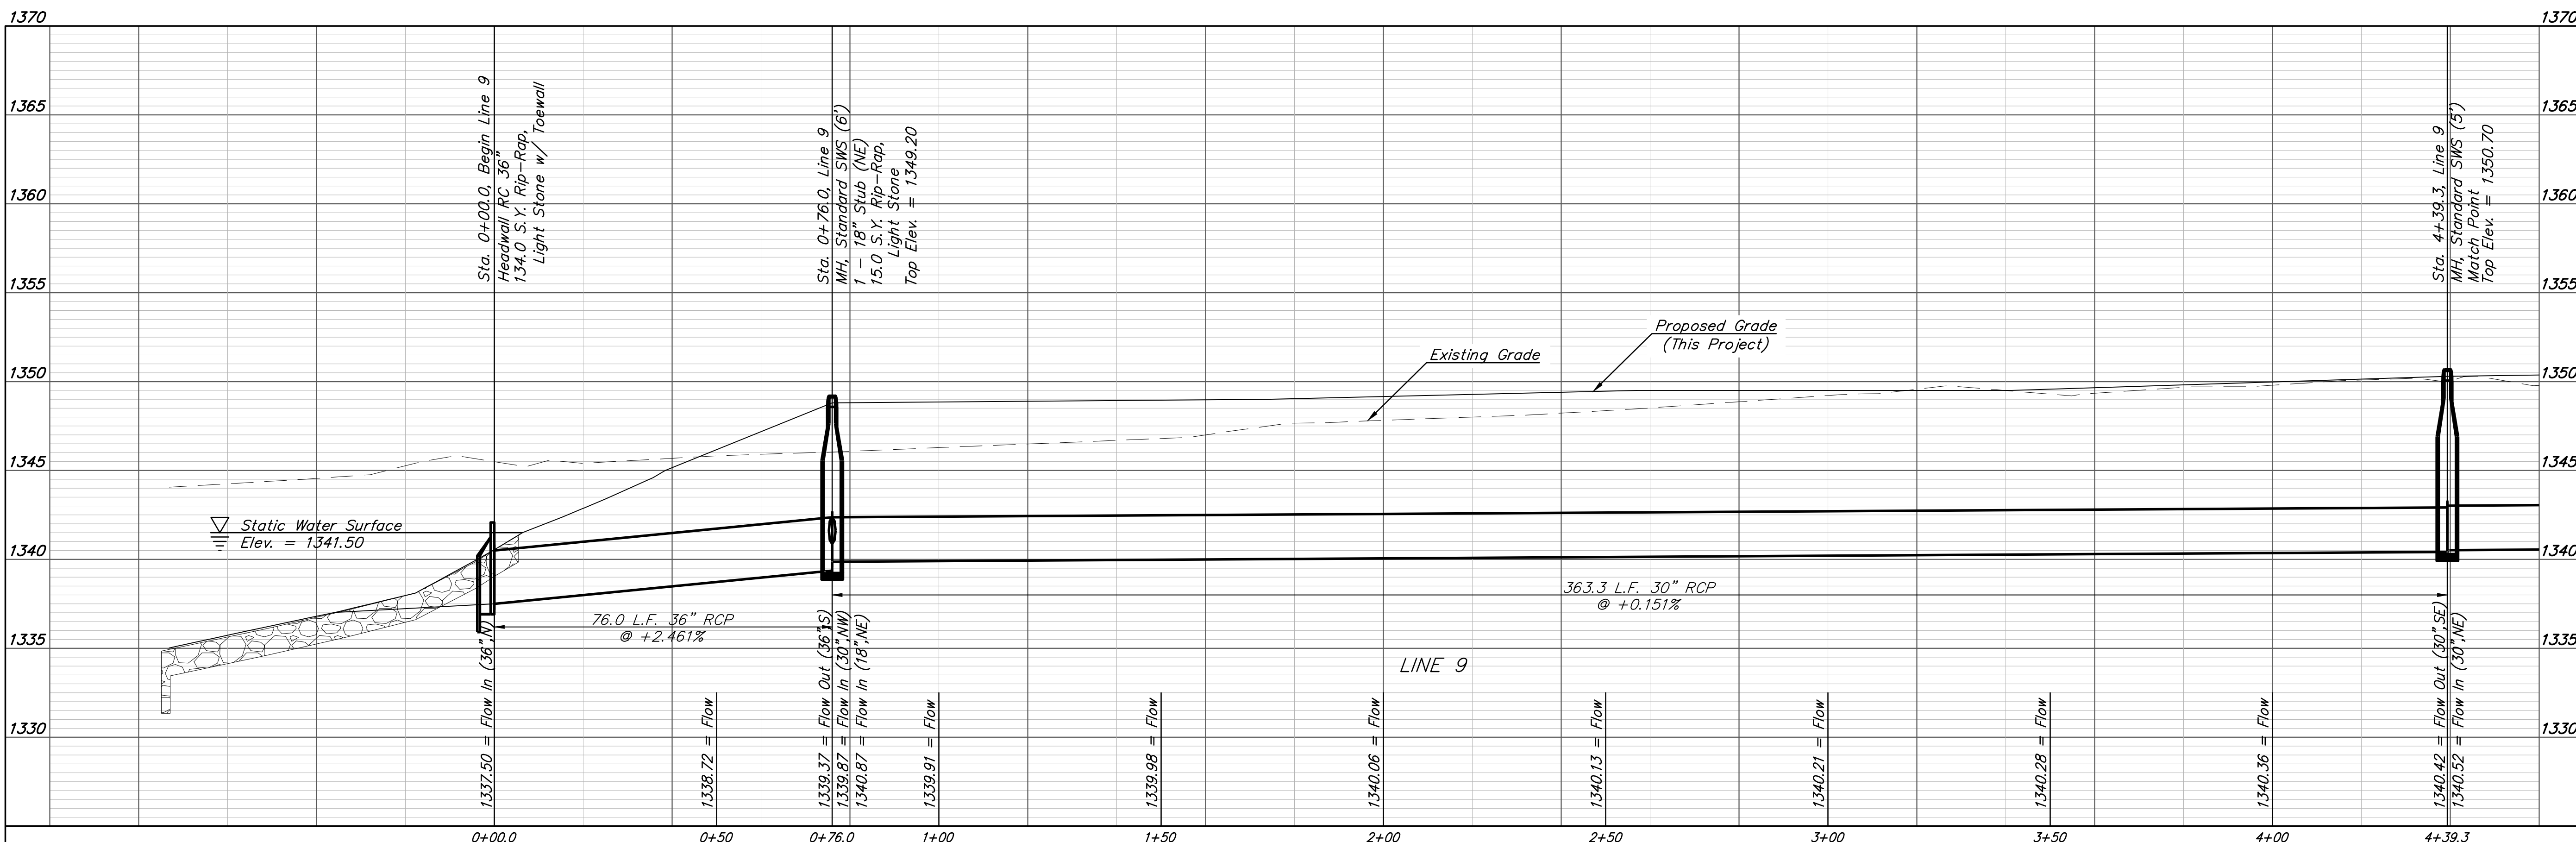 1370
1365
1360
1355
1350
1345
1340
1335
1330
1370
1365
1360
1355
1350
1345
1340
1335
1330
Sta. 0+00.0, Begin Line 9
Headwall RC 36"
134.0 S.Y. Rip-Rap,
Light Stone w/ Toewall
Sta. 0+76.0, Line 9
MH, Standard SWS (6')
1 - 18" Stub (NE)
15.0 S.Y. Rip-Rap,
Light Stone
Top Elev. = 1349.20
Sta. 4+39.3, Line 9
MH, Standard SWS (5')
Match Point
Top Elev. = 1350.70
Proposed Grade
(This Project)
Existing Grade
Static Water Surface
Elev. = 1341.50
76.0 L.F. 36" RCP
@ +2.461%
363.3 L.F. 30" RCP
@ +0.151%
LINE 9
1337.50 = Flow In (36",N)
1338.72 = Flow
1339.37 = Flow Out (36",S)
1339.87 = Flow In (30",NW)
1340.87 = Flow In (18",NE)
1339.91 = Flow
1339.98 = Flow
1340.06 = Flow
1340.13 = Flow
1340.21 = Flow
1340.28 = Flow
1340.36 = Flow
1340.42 = Flow Out (30",SE)
1340.52 = Flow In (30",NE)
0+00.0
0+50
0+76.0
1+00
1+50
2+00
2+50
3+00
3+50
4+00
4+39.3